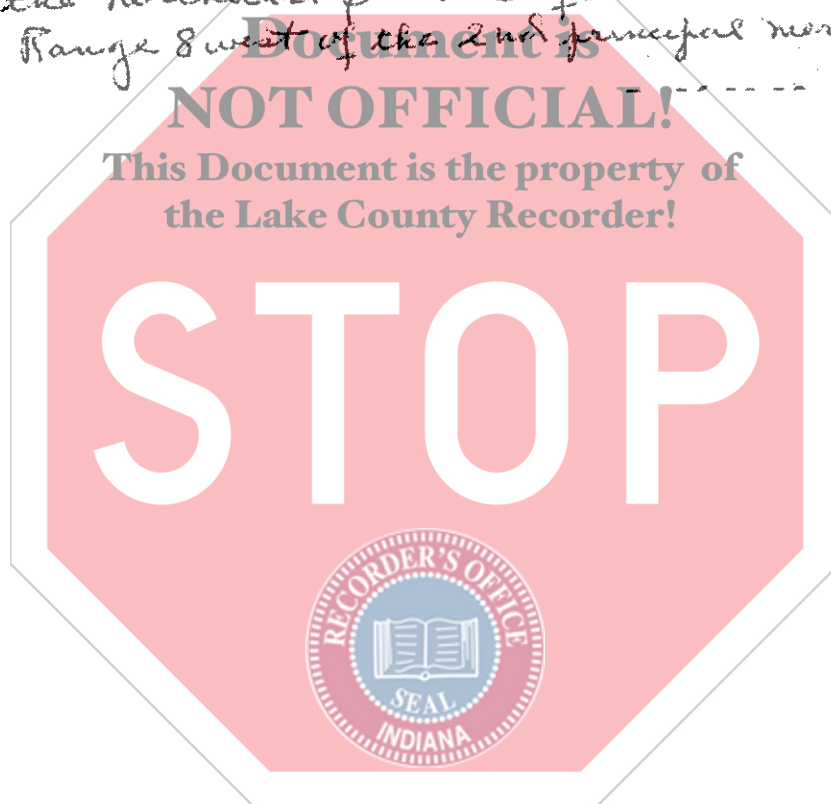 Range 8 west of the 2nd principal mer
Document is
NOT OFFICIAL!
This Document is the property of
the Lake County Recorder!
STOP
RECORDER'S OFFICE
SEAL
INDIANA